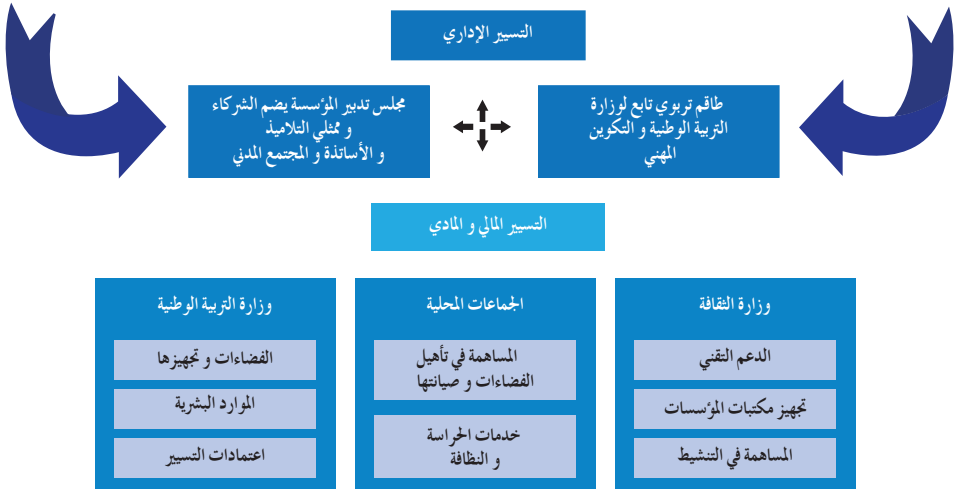 التسيير الإداري
طاقم تربوي تابع لوزارة
التربية الوطنية و التكوين
المهني
مجلس تدبير المؤسسة يضم الشركاء
و ممثلي التلاميذ
و الأساتذة و المجتمع المدني
التسيير المالي و المادي
وزارة الثقافة
الدعم التقني
تجهيز مكتبات المؤسسات
المساهمة في التنشيط
الجماعات المحلية
المساهمة في تأهيل
الفضاءات و صيانتها
خدمات الحراسة
و النظافة
وزارة التربية الوطنية
الفضاءات و تجهيزها
الموارد البشرية
اعتمادات التسيير